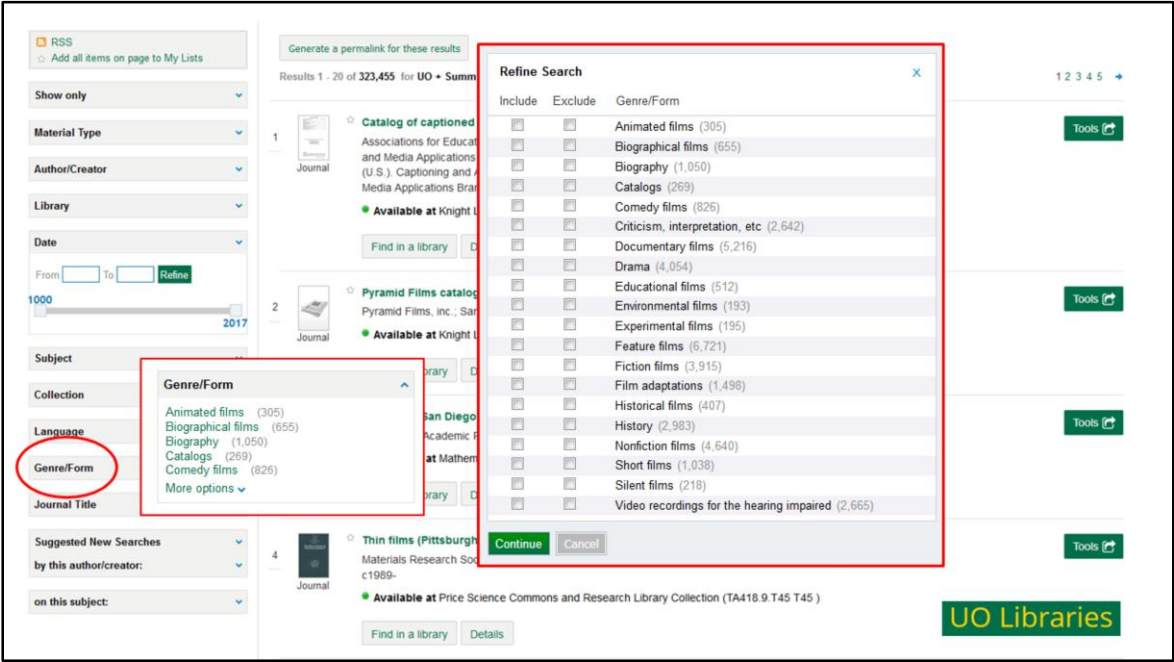 RSS
Add all items on page to My Lists
Show only
Material Type
Author/Creator
Library
Date
From To Refine
1000
2017
Subject
Collection
Language
Genre/Form
Journal Title
Suggested New Searches
by this author/creator:
on this subject:
Genre/Form
Animated films (305)
Biographical films (655)
Biography (1,050)
Catalogs (269)
Comedy films (826)
More options
Generate a permalink for these results
Results 1 - 20 of 323,455 for UO + Summ
1 2 3 4 5
1
Journal
Catalog of captioned
Associations for Educat
and Media Applications
(U.S.). Captioning and
Media Applications Bra
Available at Knight L
Find in a library
Tools
2
Journal
Pyramid Films catalog
Pyramid Films, inc.; Sa
Available at Knight L
brary
Tools
San Diego
Academic
at Mathem
brary
Tools
4
Journal
Thin films (Pittsburgh
Materials Research Soc
c1989-
Available at Price Science Commons and Research Library Collection (TA418.9.T45 T45 )
Find in a library Details
Tools
Refine Search X
Include Exclude Genre/Form
Animated films (305)
Biographical films (655)
Biography (1,050)
Catalogs (269)
Comedy films (826)
Criticism, interpretation, etc (2,642)
Documentary films (5,216)
Drama (4,054)
Educational films (512)
Environmental films (193)
Experimental films (195)
Feature films (6,721)
Fiction films (3,915)
Film adaptations (1,498)
Historical films (407)
History (2,983)
Nonfiction films (4,640)
Short films (1,038)
Silent films (218)
Video recordings for the hearing impaired (2,665)
Continue Cancel
UO Libraries